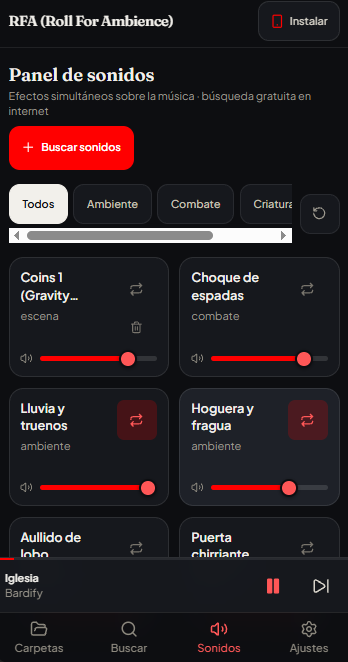 RFA (Roll For Ambience)
Instalar
Panel de sonidos
Efectos simultáneos sobre la música · búsqueda gratuita en
internet
+ Buscar sonidos
Todos
Ambiente
Combate
Criatura
Coins 1
(Gravity...
escena
Choque de
espadas
combate
Lluvia y
truenos
ambiente
Hoguera y
fragua
ambiente
Aullido de
lobo
Puerta
chirriante
Iglesia
Bardify
Carpetas
Buscar
Sonidos
Ajustes